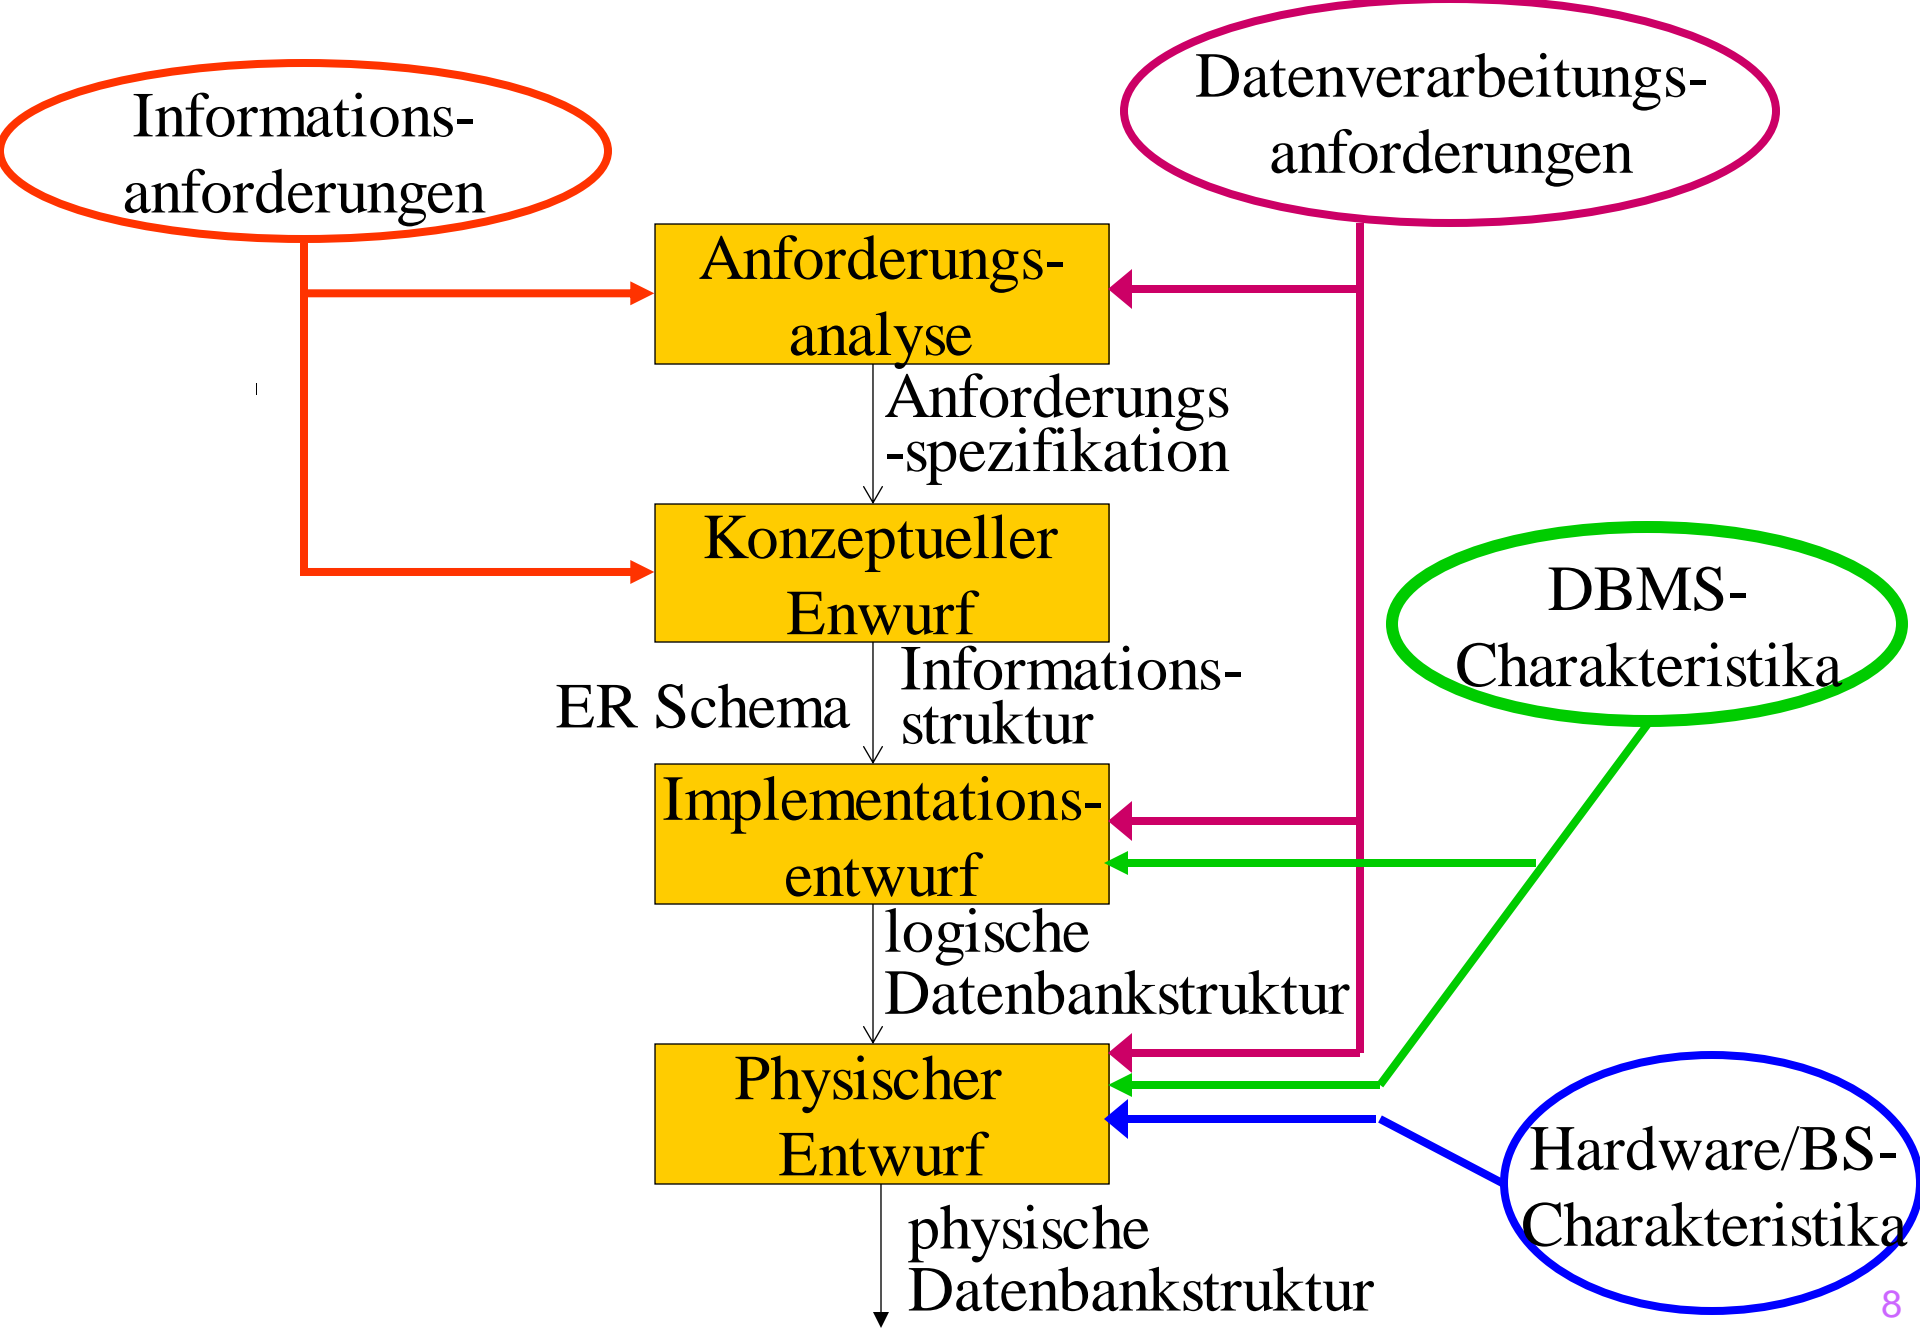 Informations-
anforderungen
Datenverarbeitungs-
anforderungen
Anforderungs-
analyse
Anforderungs
-spezifikation
Konzeptueller
Enwurf
DBMS-
Charakteristika
ER Schema
Informations-
struktur
Implementations-
entwurf
logische
Datenbankstruktur
Physischer
Entwurf
Hardware/BS-
Charakteristika
physische
Datenbankstruktur
8